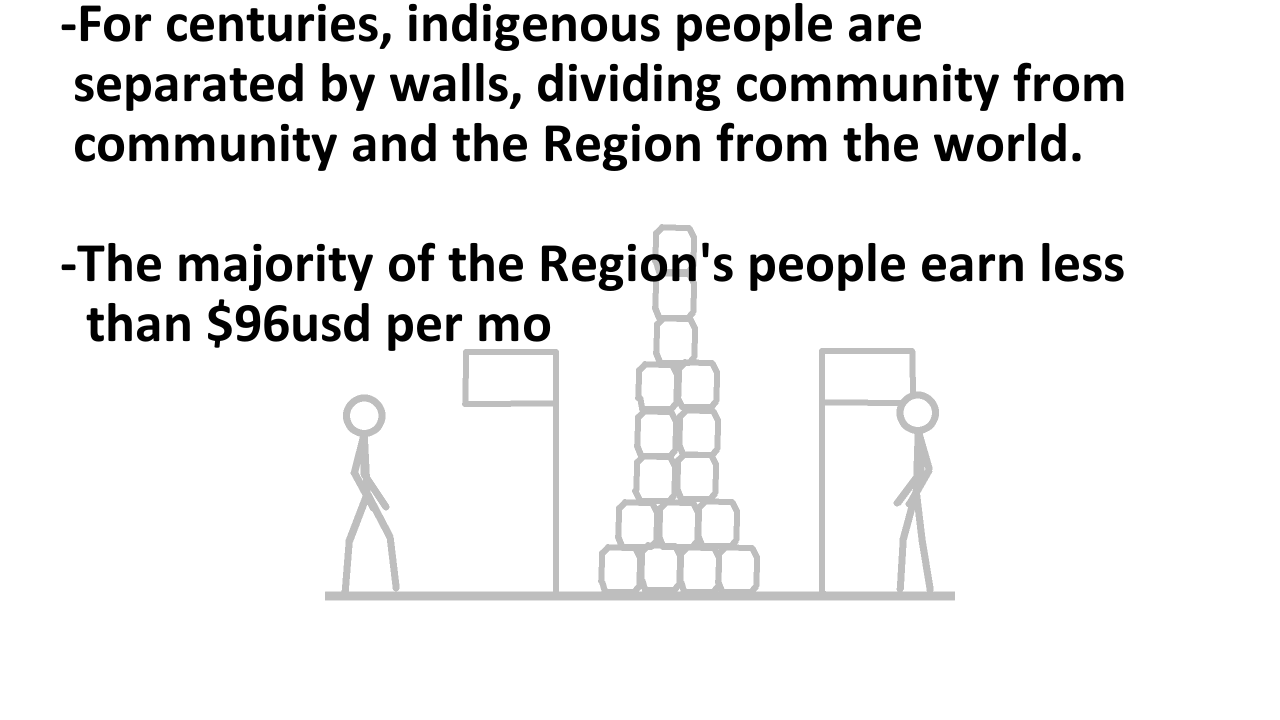 -For centuries, indigenous people are
separated by walls, dividing community from
community and the Region from the world.
-The majority of the Region's people earn less
than $96usd per mo